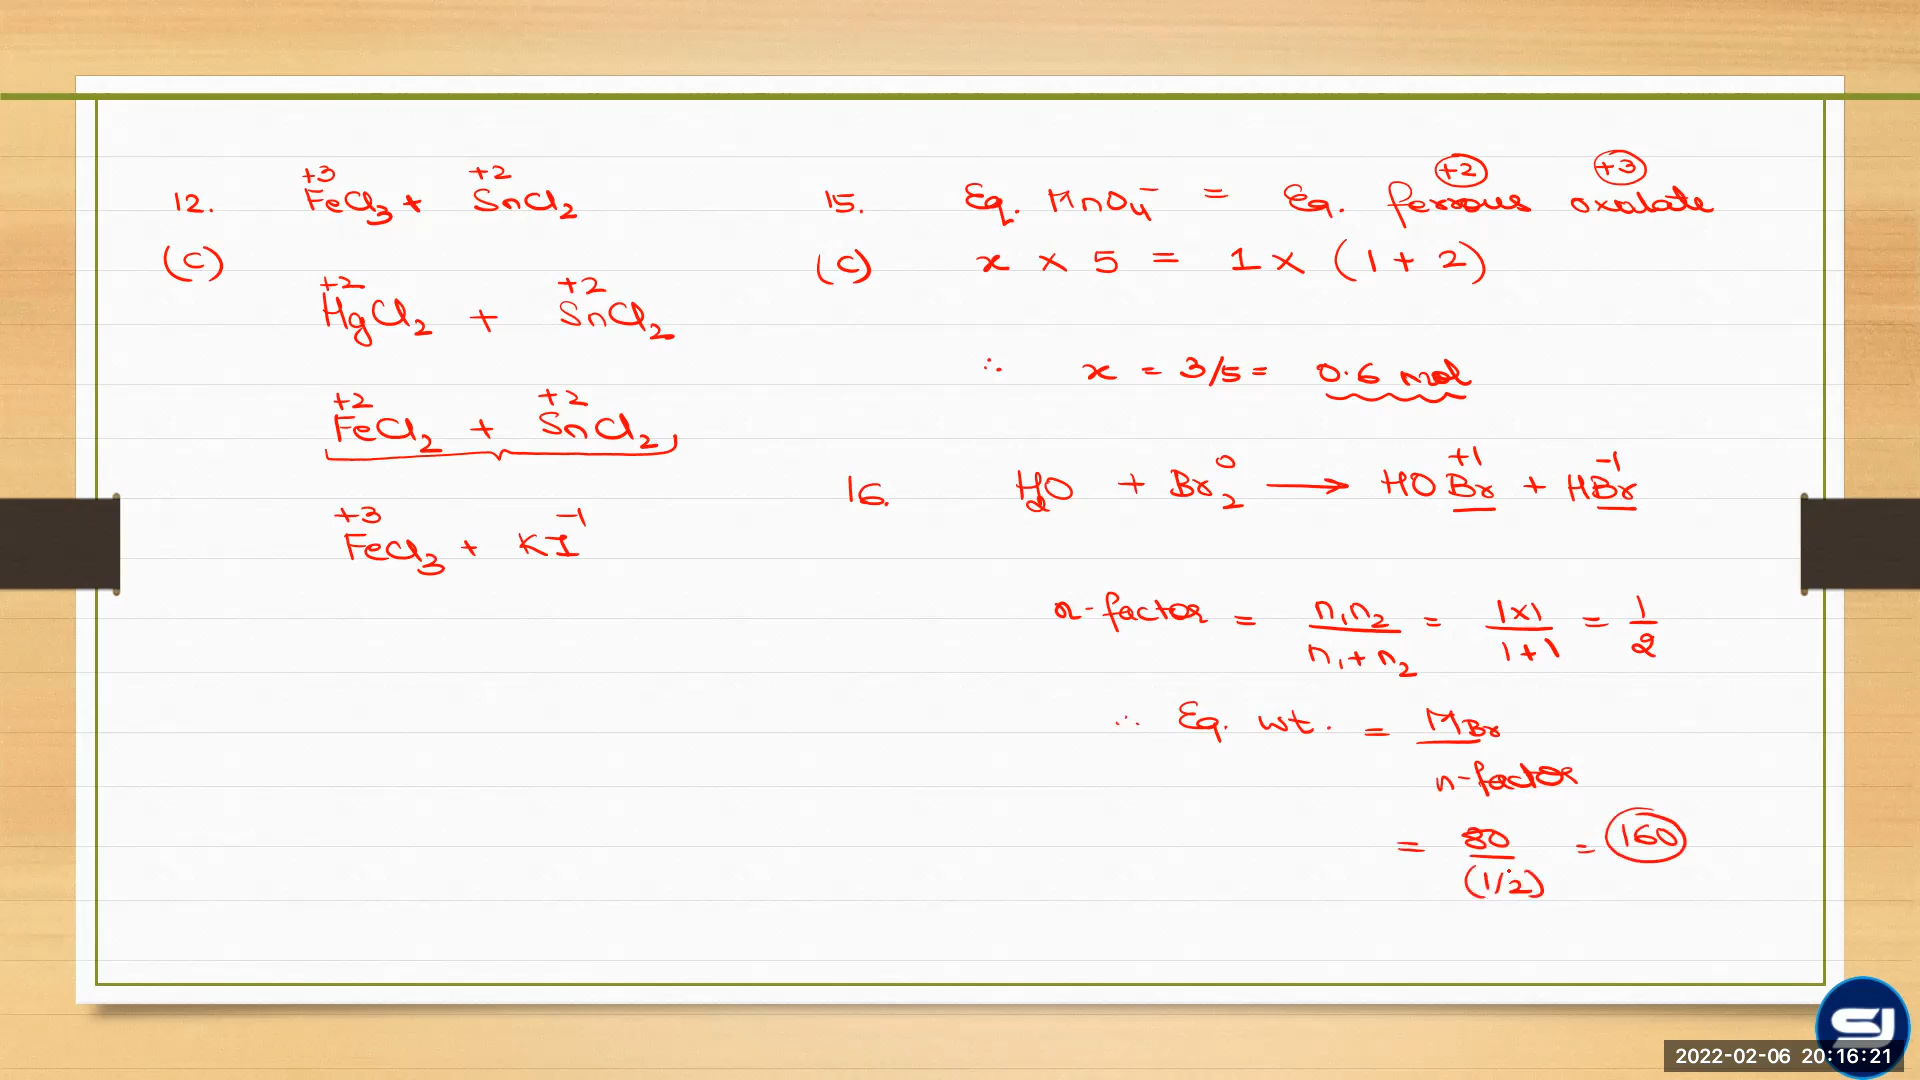 12. +3 +2
FeCl₃ + SnCl₂
(C)
+2 +2
HgCl₂ + SnCl₂
+2 +2
FeCl₂ + SnCl₂
+3 -1
FeCl₃ + KI
15. Eq. MnO₄⁻ = Eq. ferrous oxalate
+2 +3
(C) x × 5 = 1 × (1 + 2)
∴ x = 3/5 = 0.6 mol
0 +1 -1
16. H₂O + Br₂ ⟶ HOBr + HBr
n-factor = n₁n₂ / n₁ + n₂ = 1×1 / 1+1 = 1/2
∴ Eq. wt. = MBr / n-factor
= 80 / (1/2) = 160
SJ
2022-02-06 20:16:21